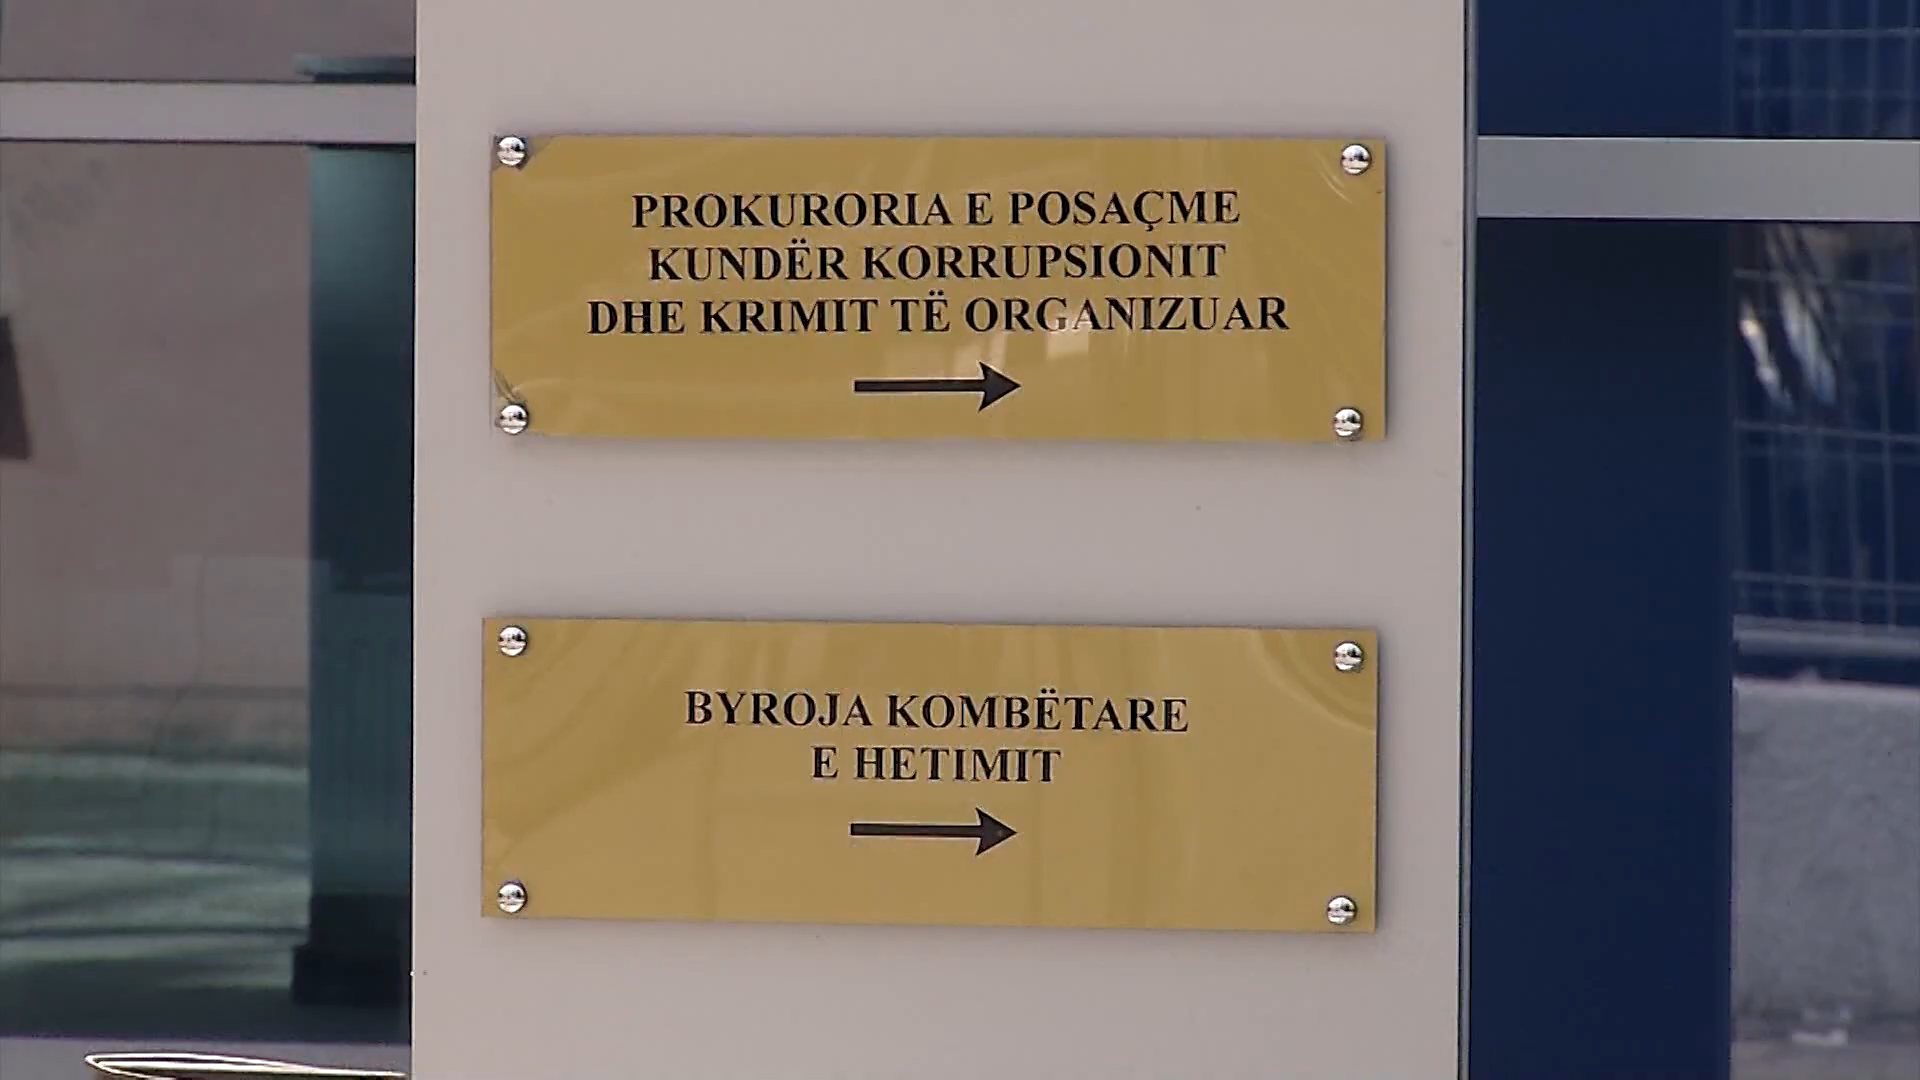 PROKURORIA E POSAÇME
KUNDËR KORRUPSIONIT
DHE KRIMIT TË ORGANIZUAR
BYROJA KOMBËTARE
E HETIMIT